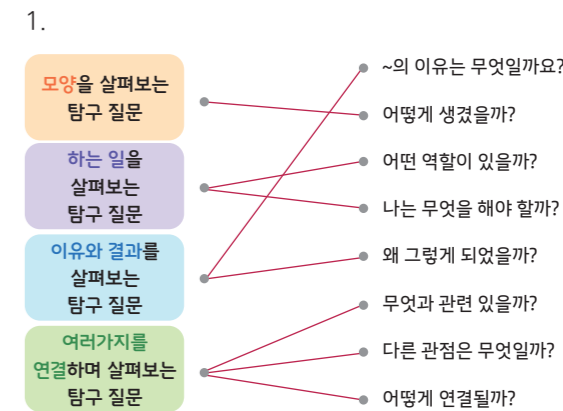 1.
모양을 살펴보는
탐구 질문
하는 일을
살펴보는
탐구 질문
이유와 결과를
살펴보는
탐구 질문
여러가지를
연결하며 살펴보는
탐구 질문
~의 이유는 무엇일까요?
어떻게 생겼을까?
어떤 역할이 있을까?
나는 무엇을 해야 할까?
왜 그렇게 되었을까?
무엇과 관련 있을까?
다른 관점은 무엇일까?
어떻게 연결될까?